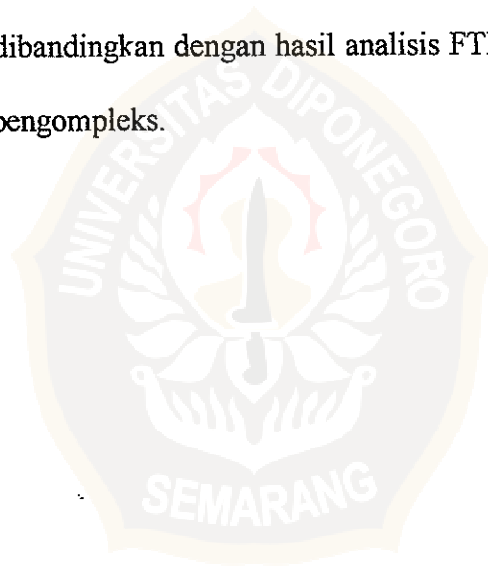 dibandingkan dengan hasil analisis FT
pengompleks.
UNIVERSITAS DIPONEGORO
SEMARANG